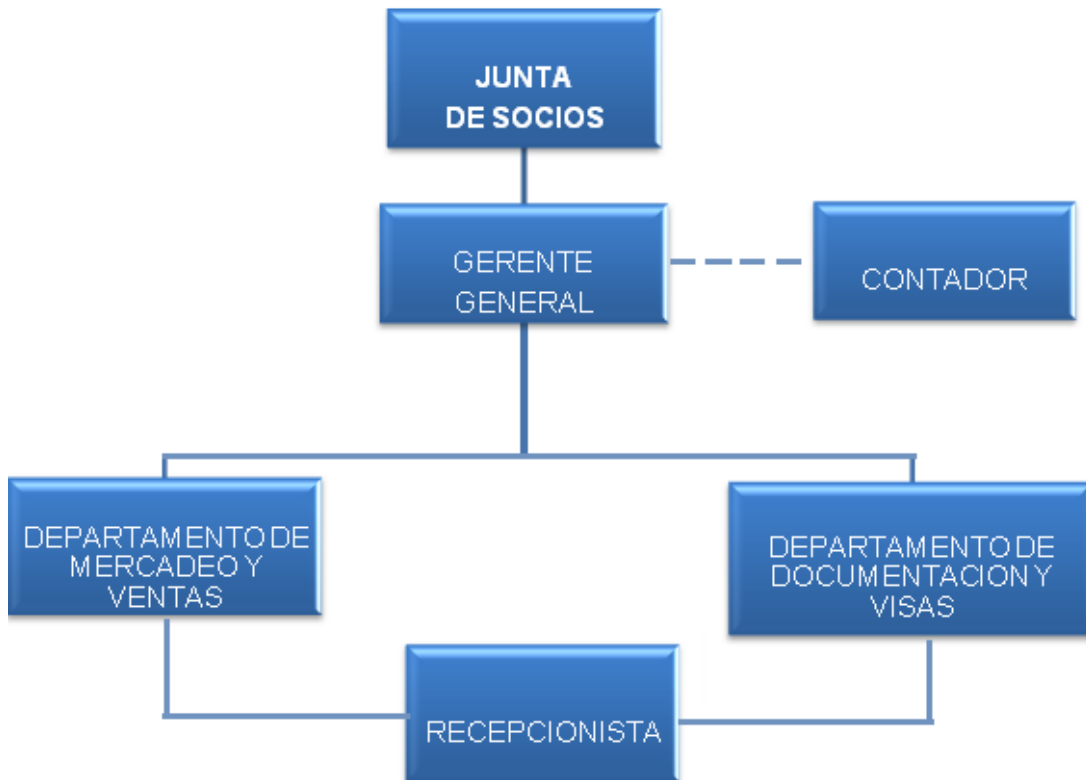 JUNTA
DE SOCIOS
GERENTE
GENERAL
CONTADOR
DEPARTAMENTO DE
MERCADEO Y
VENTAS
DEPARTAMENTO DE
DOCUMENTACION Y
VISAS
RECEPCIONISTA